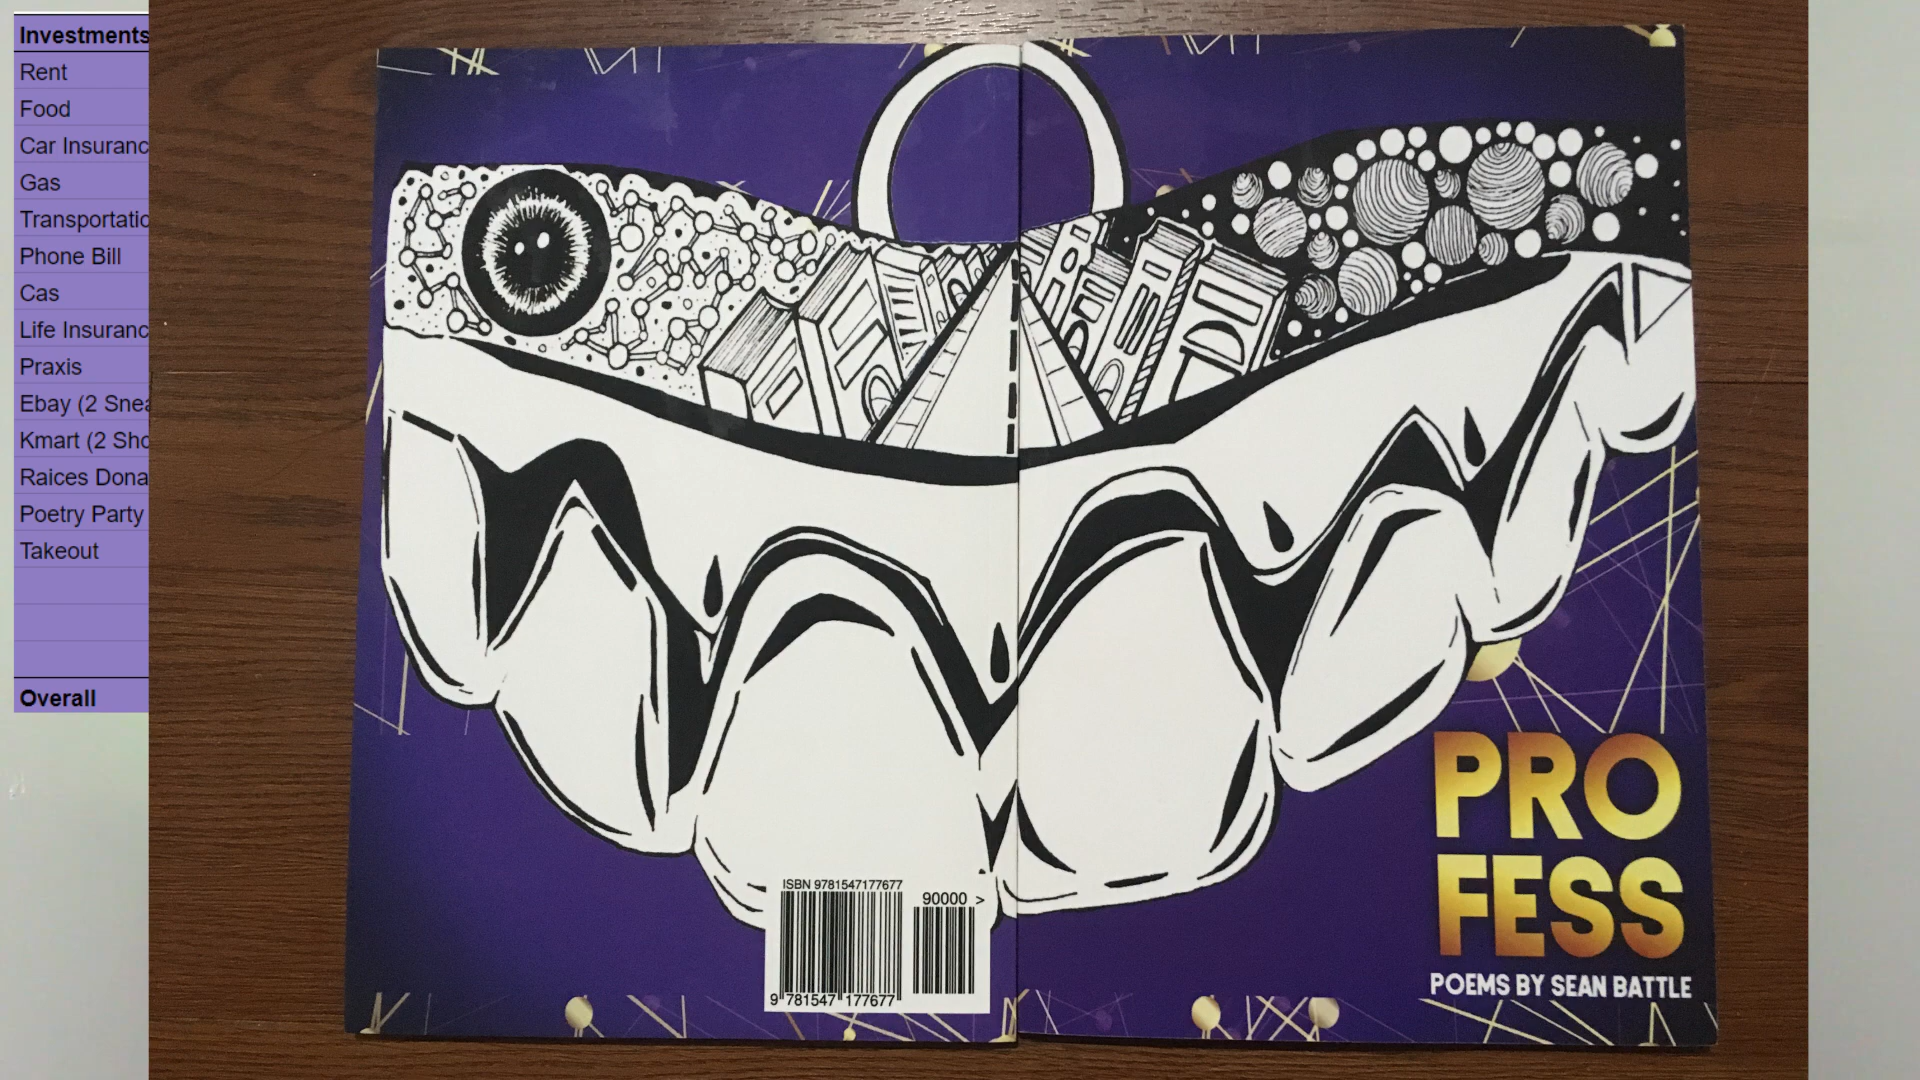 Investments
Rent
Food
Car Insuranc
Gas
Transportatio
Phone Bill
Cas
Life Insuranc
Praxis
Ebay (2 Snea
Kmart (2 Sho
Raices Dona
Poetry Party
Takeout
Overall
ISBN 9781547177677
90000 >
9 781547 177677
PRO
FESS
POEMS BY SEAN BATTLE